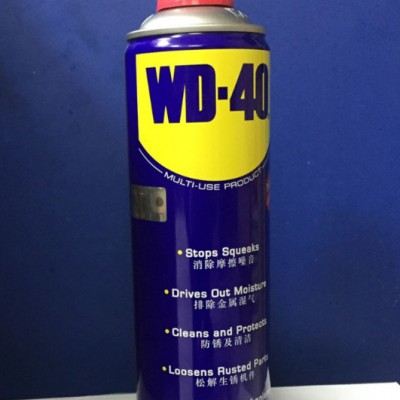 WD-40
MULTI-USE PRODUCT
• Stops Squeaks
消除摩擦噪音
• Drives Out Moisture
排除金属湿气
• Cleans and Protects
防锈及清洁
• Loosens Rusted Parts
松解生锈机件